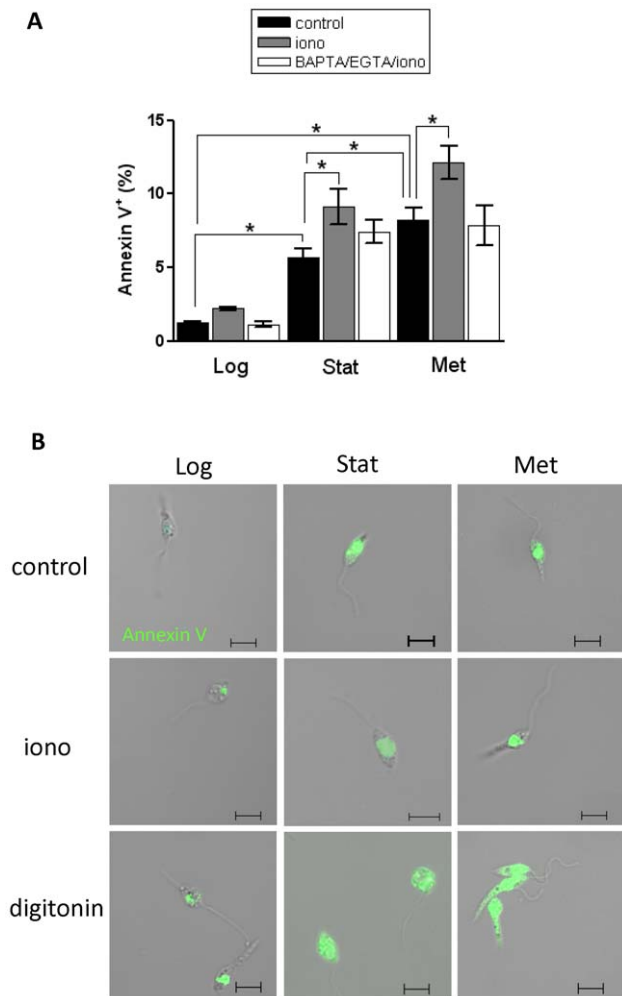 A
control
iono
BAPTA/EGTA/iono
Annexin V⁺ (%)
15
10
5
0
*
*
*
*
*
Log
Stat
Met
B
Log
Stat
Met
control
Annexin V
iono
digitonin